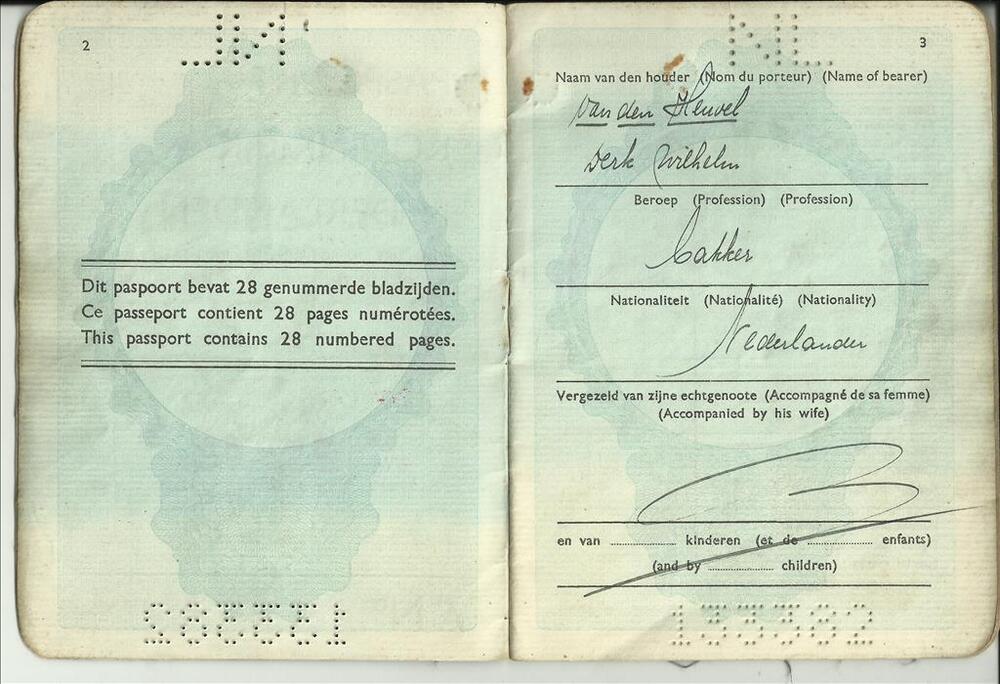 2
Dit paspoort bevat 28 genummerde bladzijden.
Ce passeport contient 28 pages numérotées.
This passport contains 28 numbered pages.
NL
3
Naam van den houder (Nom du porteur) (Name of bearer)
van den Heuvel
Derk Wilhelm
Beroep (Profession) (Profession)
bakker
Nationaliteit (Nationalité) (Nationality)
Nederlander
Vergezeld van zijne echtgenoote (Accompagné de sa femme)
(Accompanied by his wife)
en van .......... kinderen (et de .......... enfants)
(and by .......... children)